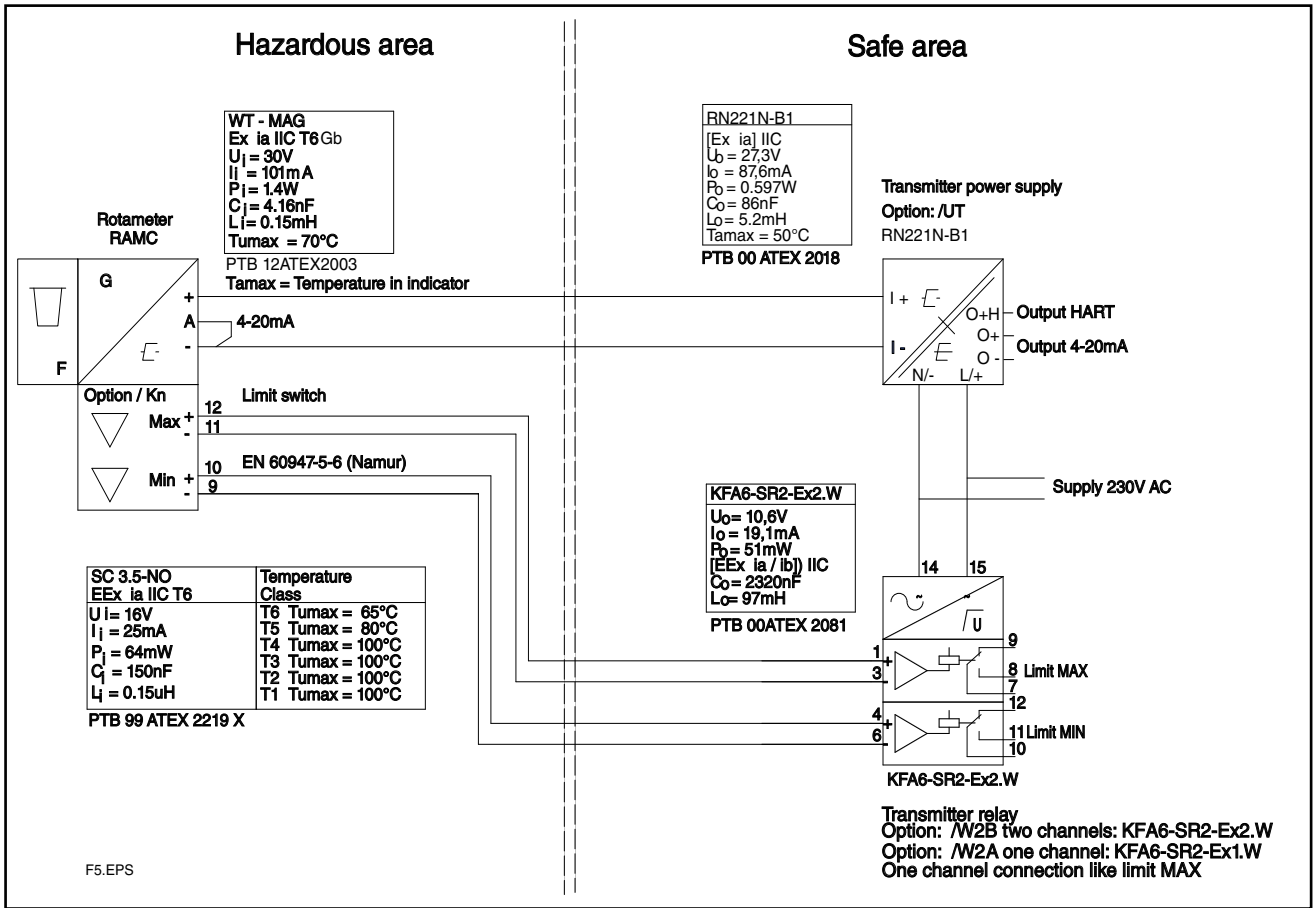 Hazardous area
Safe area
WT - MAG
Ex ia IIC T6 Gb
Ui = 30V
Ii = 101mA
Pi = 1.4W
Ci = 4.16nF
Li = 0.15mH
Tumax = 70°C
PTB 12ATEX2003
Tamax = Temperature in indicator
RN221N-B1
[Ex ia] IIC
Uo = 27,3V
Io = 87,6mA
Po = 0.597W
Co = 86nF
Lo = 5.2mH
Tamax = 50°C
PTB 00 ATEX 2018
Transmitter power supply
Option: /UT
RN221N-B1
Rotameter
RAMC
G
F
+
A
-
4-20mA
I +
I -
O+H
O+
O -
N/-
L/+
Output HART
Output 4-20mA
Option / Kn
Limit switch
Max + 12
- 11
EN 60947-5-6 (Namur)
Min + 10
- 9
Supply 230V AC
KFA6-SR2-Ex2.W
Uo= 10,6V
Io = 19,1mA
Po = 51mW
[EEx ia / ib]) IIC
Co = 2320nF
Lo= 97mH
PTB 00ATEX 2081
SC 3.5-NO
EEx ia IIC T6
Ui= 16V
Ii = 25mA
Pi = 64mW
Ci = 150nF
Li = 0.15uH
Temperature
Class
T6 Tumax = 65°C
T5 Tumax = 80°C
T4 Tumax = 100°C
T3 Tumax = 100°C
T2 Tumax = 100°C
T1 Tumax = 100°C
PTB 99 ATEX 2219 X
14
15
~
U
1
+
3
-
9
8 Limit MAX
7
4
+
6
-
12
11 Limit MIN
10
KFA6-SR2-Ex2.W
Transmitter relay
Option: /W2B two channels: KFA6-SR2-Ex2.W
Option: /W2A one channel: KFA6-SR2-Ex1.W
One channel connection like limit MAX
F5.EPS